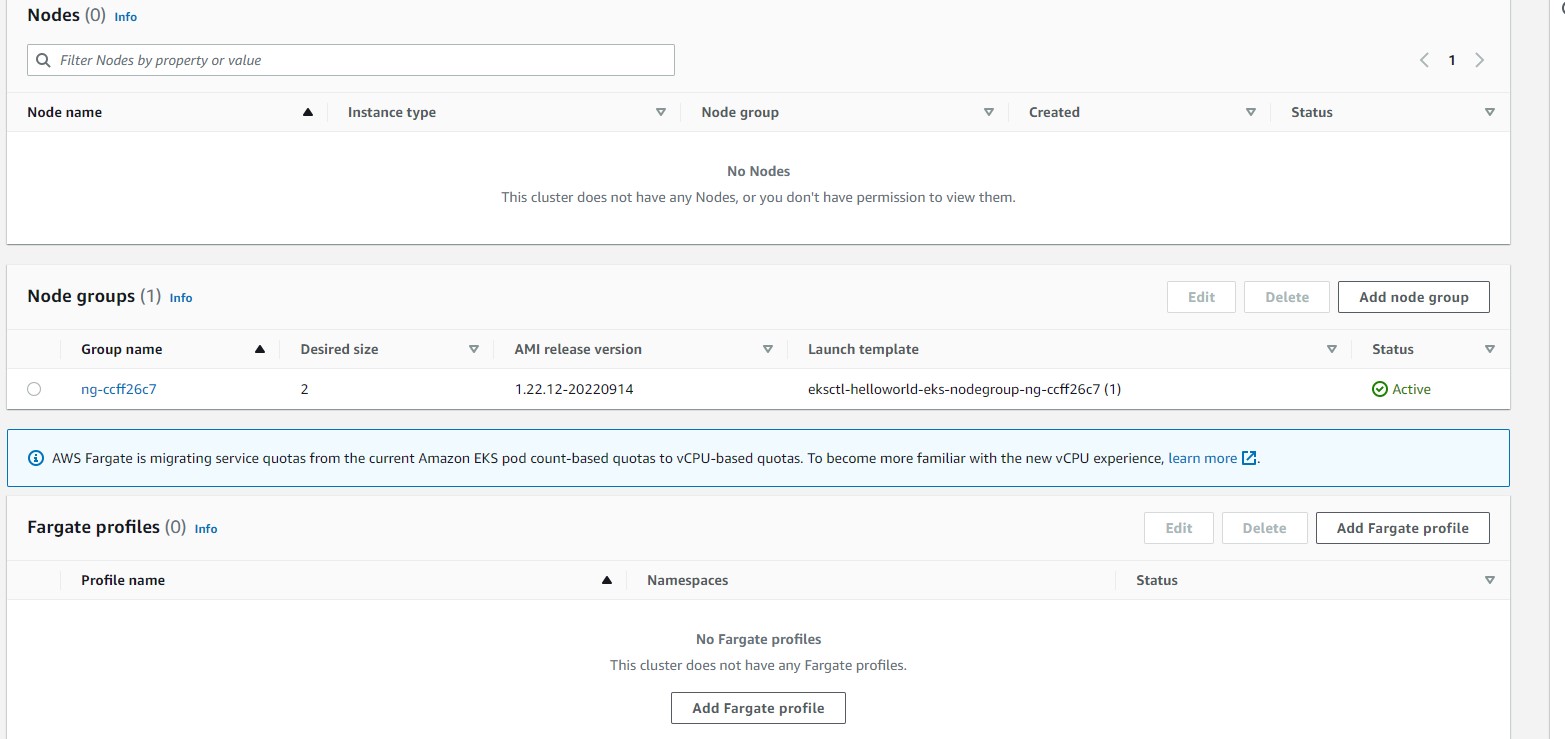 Nodes (0) Info
Filter Nodes by property or value
1
Node name Instance type Node group Created Status
No Nodes
This cluster does not have any Nodes, or you don't have permission to view them.
Node groups (1) Info Edit Delete Add node group
Group name Desired size AMI release version Launch template Status
ng-ccff26c7 2 1.22.12-20220914 eksctl-helloworld-eks-nodegroup-ng-ccff26c7 (1) Active
AWS Fargate is migrating service quotas from the current Amazon EKS pod count-based quotas to vCPU-based quotas. To become more familiar with the new vCPU experience, learn more.
Fargate profiles (0) Info Edit Delete Add Fargate profile
Profile name Namespaces Status
No Fargate profiles
This cluster does not have any Fargate profiles.
Add Fargate profile